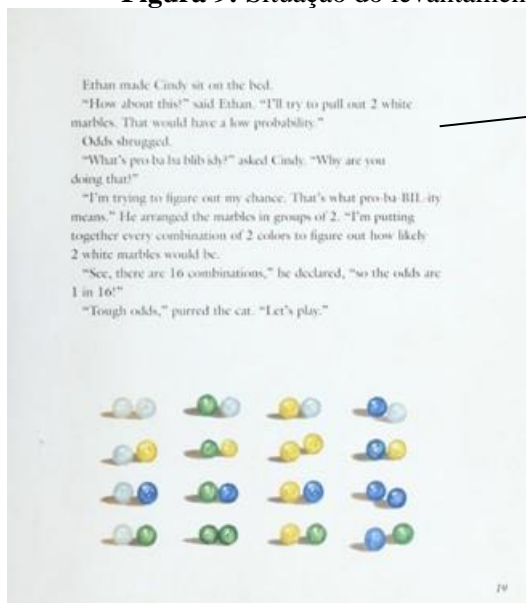 Figura 9: Situação do levantamen
Ethan made Cindy sit on the bed.
"How about this!" said Ethan. "I'll try to pull out 2 white
marbles. That would have a low probability."
Odds shrugged.
"What's pro ba ba blib idy?" asked Cindy. "Why are you
doing that?"
"I'm trying to figure out my chance. That's what pro-ba-BIL-ity
means." He arranged the marbles in groups of 2. "I'm putting
together every combination of 2 colors to figure out how likely
2 white marbles would be.
"See, there are 16 combinations," he declared, "so the odds are
1 in 16!"
"Tough odds," purred the cat. "Let's play."
19